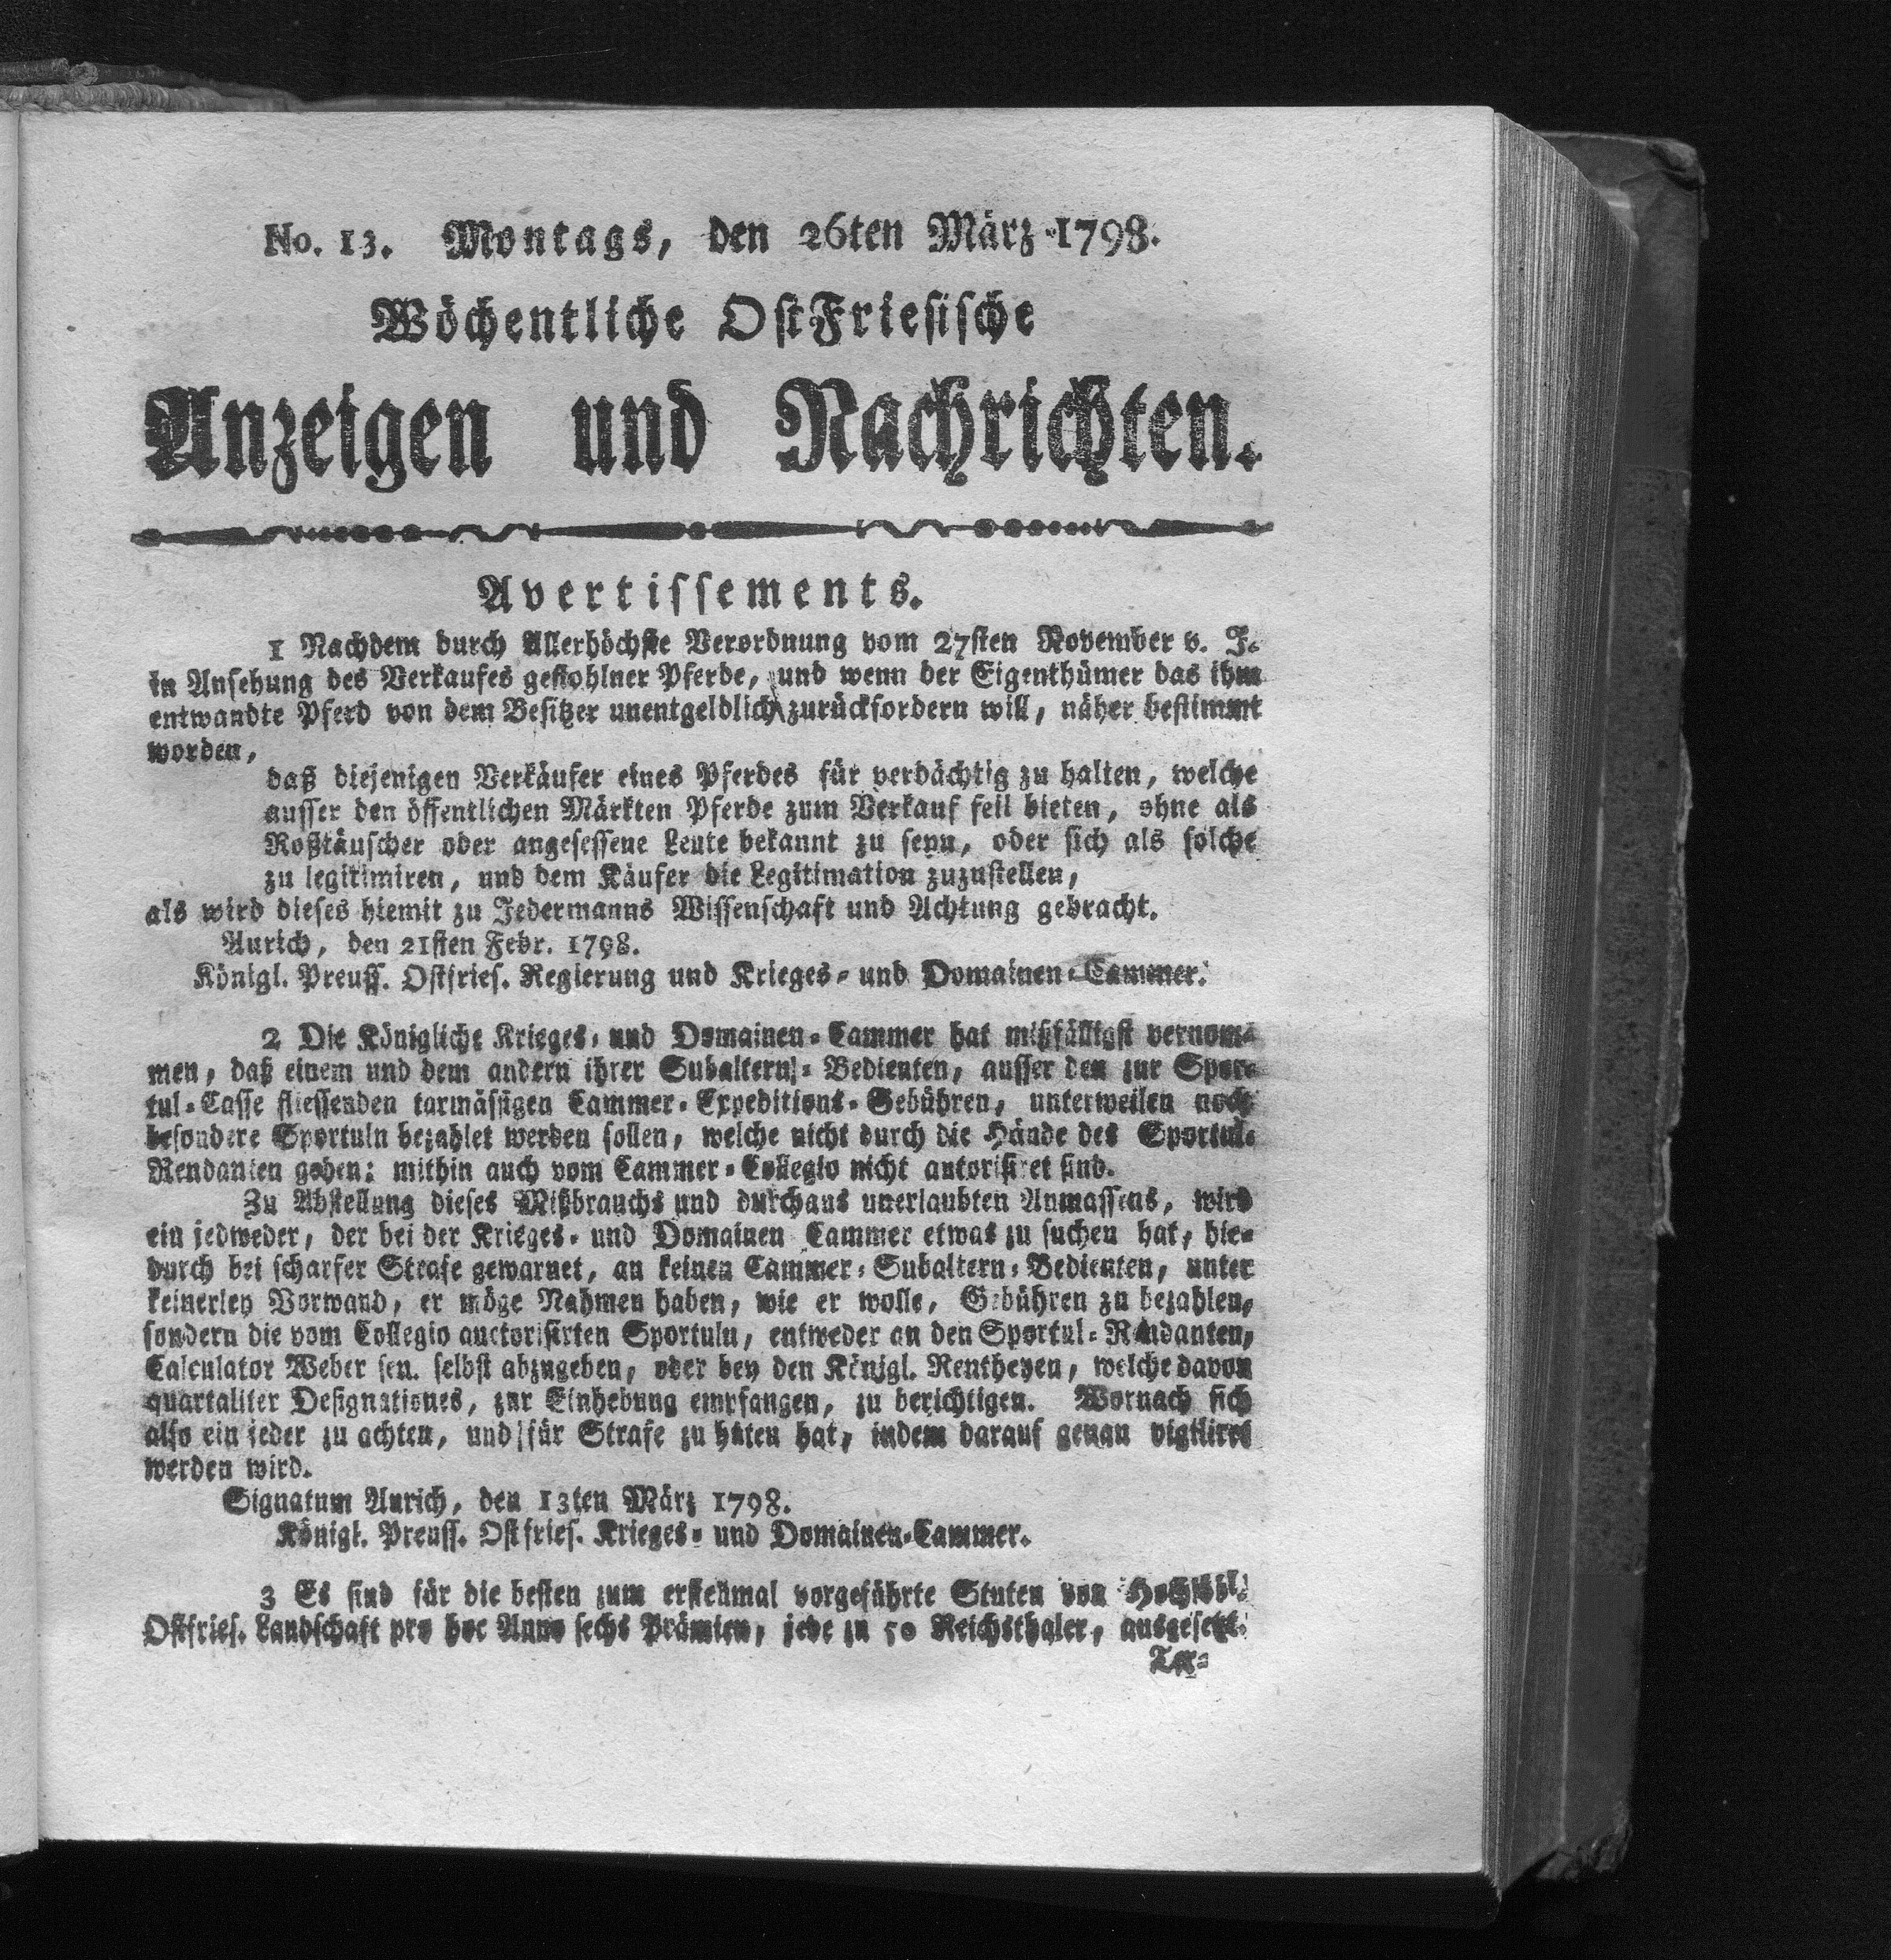 No. 13. Montags, den 26ten März 1798.
Wöchentliche OstFriesische
Anzeigen und Nachrichten.
Avertissements.
1 Nachdem durch Allerhöchste Verordnung vom 27sten November v. J.
in Ansehung des Verkaufes gestohlner Pferde, und wenn der Eigenthümer das ihm
entwandte Pferd von dem Besitzer unentgeldlich zurückfordern will, näher bestimmt
worden,
daß diejenigen Verkäufer eines Pferdes für verdächtig zu halten, welche
ausser den öffentlichen Märkten Pferde zum Verkauf feil bieten, ohne als
Roßtäuscher oder angesessene Leute bekannt zu seyn, oder sich als solche
zu legitimiren, und dem Käufer die Legitimation zuzustellen,
als wird dieses hiemit zu Jedermanns Wissenschaft und Achtung gebracht.
Aurich, den 21sten Febr. 1798.
Königl. Preuss. Ostfries. Regierung und Krieges- und Domainen-Cammer.
2 Die Königliche Krieges- und Domainen-Cammer hat mißfälligst vernom-
men, daß einem und dem andern ihrer Subaltern-Bedienten, ausser den zur Spor-
tul-Casse fliessenden taxmässigen Cammer-Expeditions-Gebühren, unterweilen noch
besondere Sportuln bezahlet werden sollen, welche nicht durch die Hände des Sportul-
Rendanten gehen; mithin auch vom Cammer-Collegio nicht autorisiret sind.
Zu Abstellung dieses Mißbrauchs und durchaus unerlaubten Anmassens, wird
ein jedweder, der bei der Krieges- und Domainen Cammer etwas zu suchen hat, hie-
durch bei scharfer Strafe gewarnet, an keinen Cammer-Subaltern-Bedienten, unter
keinerley Vorwand, er möge Nahmen haben, wie er wolle, Gebühren zu bezahlen,
sondern die vom Collegio auctorisirten Sportuln, entweder an den Sportul-Rendanten,
Calculator Weber sen. selbst abzugeben, oder bey den Königl. Rentheyen, welche davon
quartaliter Designationes, zur Einhebung empfangen, zu berichtigen. Wornach sich
also ein jeder zu achten, und für Strafe zu hüten hat, indem darauf genau vigiliret
werden wird.
Signatum Aurich, den 13ten März 1798.
Königl. Preuss. Ostfries. Krieges- und Domainen-Cammer.
3 Es sind für die besten zum erstenmal vorgeführte Stuten von Hochlöbl.
Ostfries. Landschaft pro hoc Anno sechs Prämien, jede zu 50 Reichsthaler, ausgesetzt.